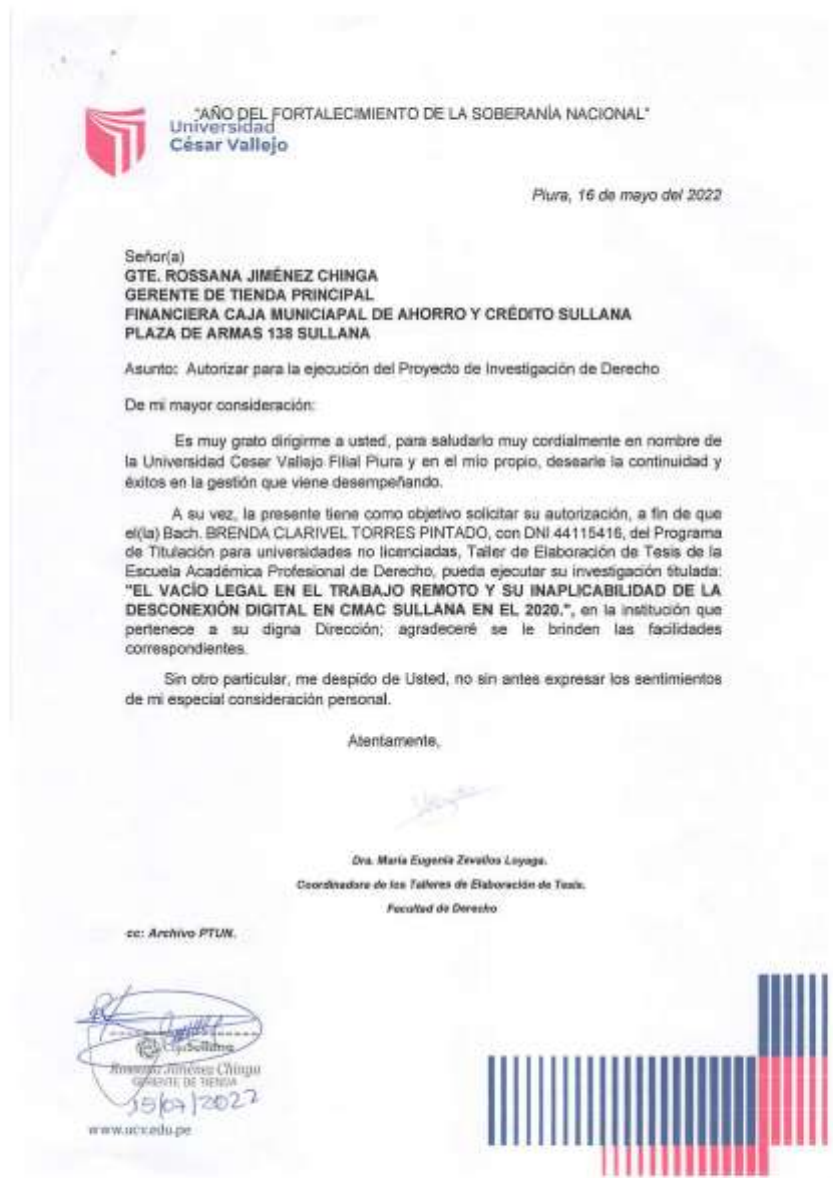 "AÑO DEL FORTALECIMIENTO DE LA SOBERANÍA NACIONAL"
Universidad
César Vallejo
Piura, 16 de mayo del 2022
Señor(a)
GTE. ROSSANA JIMÉNEZ CHINGA
GERENTE DE TIENDA PRINCIPAL
FINANCIERA CAJA MUNICIAPAL DE AHORRO Y CRÉDITO SULLANA
PLAZA DE ARMAS 138 SULLANA
Asunto: Autorizar para la ejecución del Proyecto de Investigación de Derecho
De mi mayor consideración:
Es muy grato dirigirme a usted, para saludarlo muy cordialmente en nombre de
la Universidad Cesar Vallejo Filial Piura y en el mío propio, desearle la continuidad y
éxitos en la gestión que viene desempeñando.
A su vez, la presente tiene como objetivo solicitar su autorización, a fin de que
el(la) Bach. BRENDA CLARIVEL TORRES PINTADO, con DNI 44115416, del Programa
de Titulación para universidades no licenciadas, Taller de Elaboración de Tesis de la
Escuela Académica Profesional de Derecho, pueda ejecutar su investigación titulada:
"EL VACÍO LEGAL EN EL TRABAJO REMOTO Y SU INAPLICABILIDAD DE LA
DESCONEXIÓN DIGITAL EN CMAC SULLANA EN EL 2020.", en la institución que
pertenece a su digna Dirección; agradeceré se le brinden las facilidades
correspondientes.
Sin otro particular, me despido de Usted, no sin antes expresar los sentimientos
de mi especial consideración personal.
Atentamente,
Dra. María Eugenia Zevallos Loyaga.
Coordinadora de los Talleres de Elaboración de Tesis.
Facultad de Derecho
cc: Archivo PTUN.
CajaSullana
Rossana Jiménez Chinga
GERENTE DE TIENDA
15/07/2022
www.ucv.edu.pe